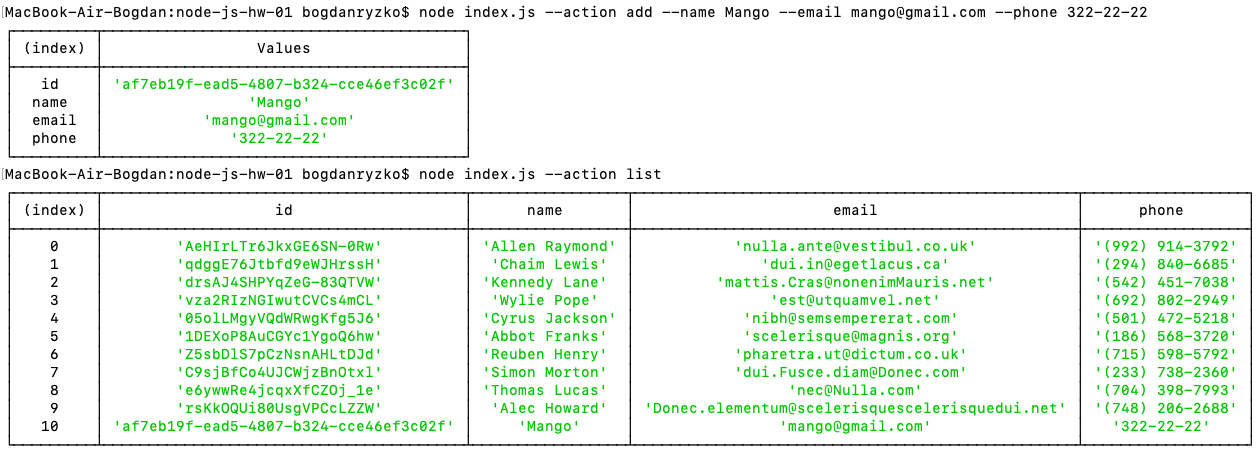 MacBook-Air-Bogdan:node-js-hw-01 bogdanryzko$ node index.js --action add --name Mango --email mango@gmail.com --phone 322-22-22
(index) Values
id 'af7eb19f-ead5-4807-b324-cce46ef3c02f'
name 'Mango'
email 'mango@gmail.com'
phone '322-22-22'
MacBook-Air-Bogdan:node-js-hw-01 bogdanryzko$ node index.js --action list
(index) id name email phone
0 'AeHIrLTr6JkxGE6SN-0Rw' 'Allen Raymond' 'nulla.ante@vestibul.co.uk' '(992) 914-3792'
1 'qdggE76Jtbfd9eWJHrssH' 'Chaim Lewis' 'dui.in@egetlacus.ca' '(294) 840-6685'
2 'drsAJ4SHPYqZeG-83QTVW' 'Kennedy Lane' 'mattis.Cras@nonenimMauris.net' '(542) 451-7038'
3 'vza2RIzNGIwutCVCs4mCL' 'Wylie Pope' 'est@utquamvel.net' '(692) 802-2949'
4 '05olLMgyVQdWRwgKfg5J6' 'Cyrus Jackson' 'nibh@semsempererat.com' '(501) 472-5218'
5 '1DEXoP8AuCGYc1YgoQ6hw' 'Abbot Franks' 'scelerisque@magnis.org' '(186) 568-3720'
6 'Z5sbDlS7pCzNsnAHLtDJd' 'Reuben Henry' 'pharetra.ut@dictum.co.uk' '(715) 598-5792'
7 'C9sjBfCo4UJCWjzBnOtxl' 'Simon Morton' 'dui.Fusce.diam@Donec.com' '(233) 738-2360'
8 'e6ywwRe4jcqxXfCZOj_1e' 'Thomas Lucas' 'nec@Nulla.com' '(704) 398-7993'
9 'rsKkOQUi80UsgVPCcLZZW' 'Alec Howard' 'Donec.elementum@scelerisquescelerisquedui.net' '(748) 206-2688'
10 'af7eb19f-ead5-4807-b324-cce46ef3c02f' 'Mango' 'mango@gmail.com' '322-22-22'